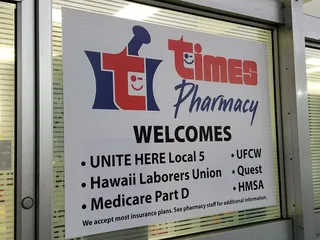 t
times
Pharmacy
WELCOMES
• UNITE HERE Local 5
• Hawaii Laborers Union
• Medicare Part D
• UFCW
• Quest
• HMSA
We accept most insurance plans. See pharmacy staff for additional information.